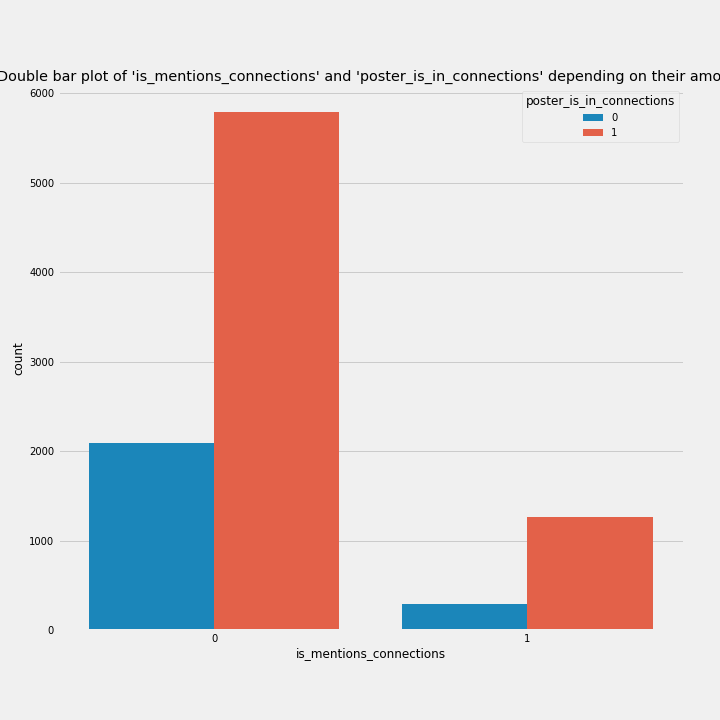 Double bar plot of 'is_mentions_connections' and 'poster_is_in_connections' depending on their amo
poster_is_in_connections
0
1
6000
5000
4000
3000
2000
1000
0
count
0
1
is_mentions_connections